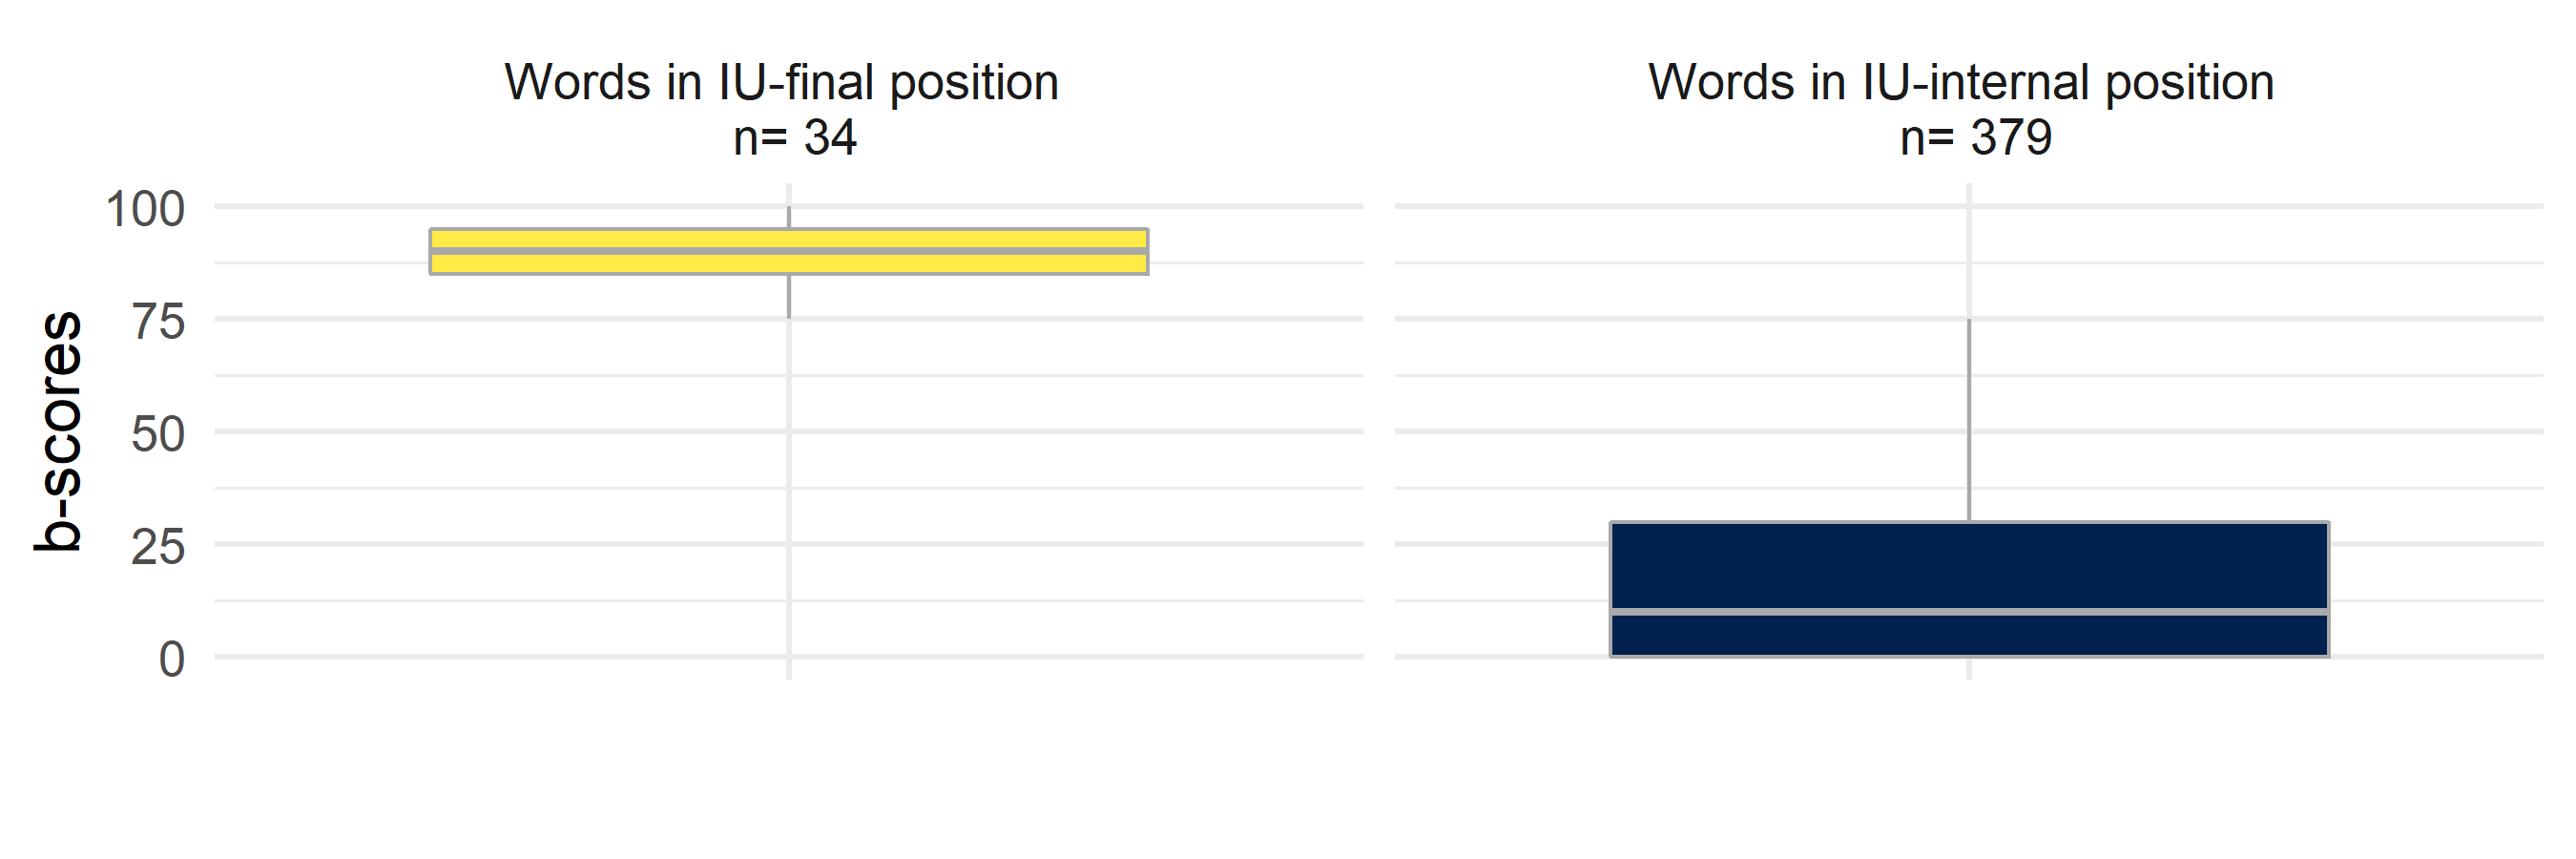 Words in IU-final position
n= 34
Words in IU-internal position
n= 379
b-scores
100
75
50
25
0